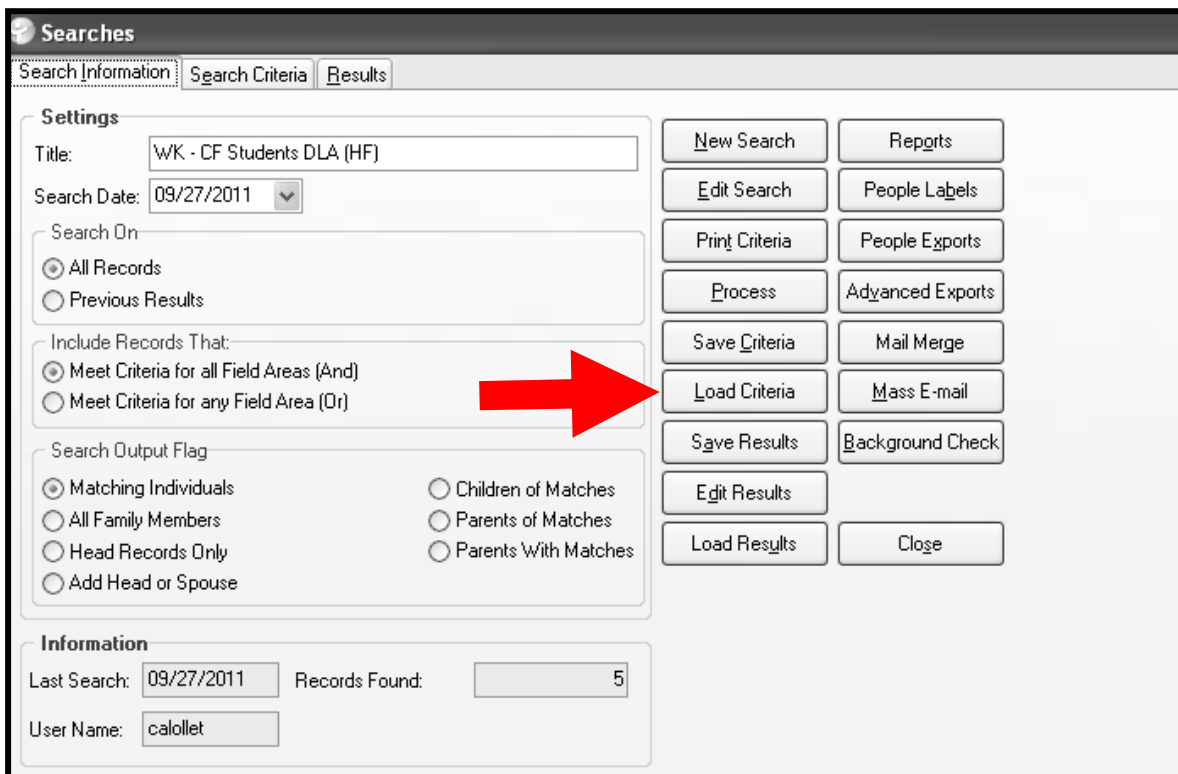 Searches
Search Information Search Criteria Results
Settings
Title: WK - CF Students DLA (HF)
Search Date: 09/27/2011
Search On
All Records
Previous Results
Include Records That:
Meet Criteria for all Field Areas (And)
Meet Criteria for any Field Area (Or)
Search Output Flag
Matching Individuals
All Family Members
Head Records Only
Add Head or Spouse
Children of Matches
Parents of Matches
Parents With Matches
Information
Last Search: 09/27/2011 Records Found: 5
User Name: calollet
New Search Reports
Edit Search People Labels
Print Criteria People Exports
Process Advanced Exports
Save Criteria Mail Merge
Load Criteria Mass E-mail
Save Results Background Check
Edit Results
Load Results Close